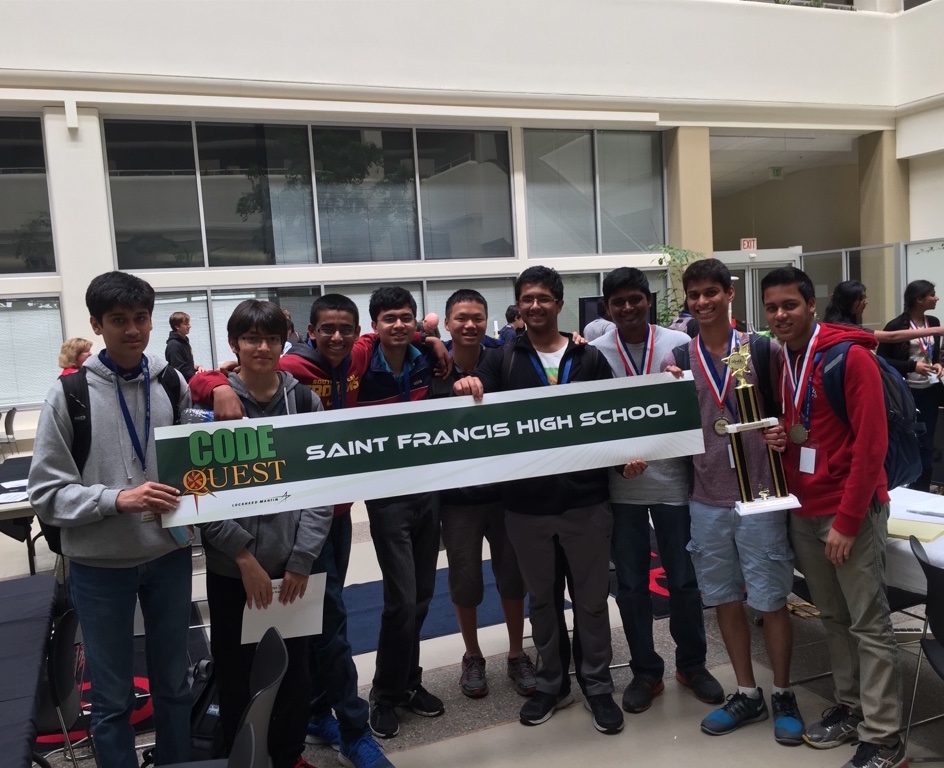 EXIT
CODE
QUEST
SAINT FRANCIS HIGH SCHOOL
LOCKHEED MARTIN